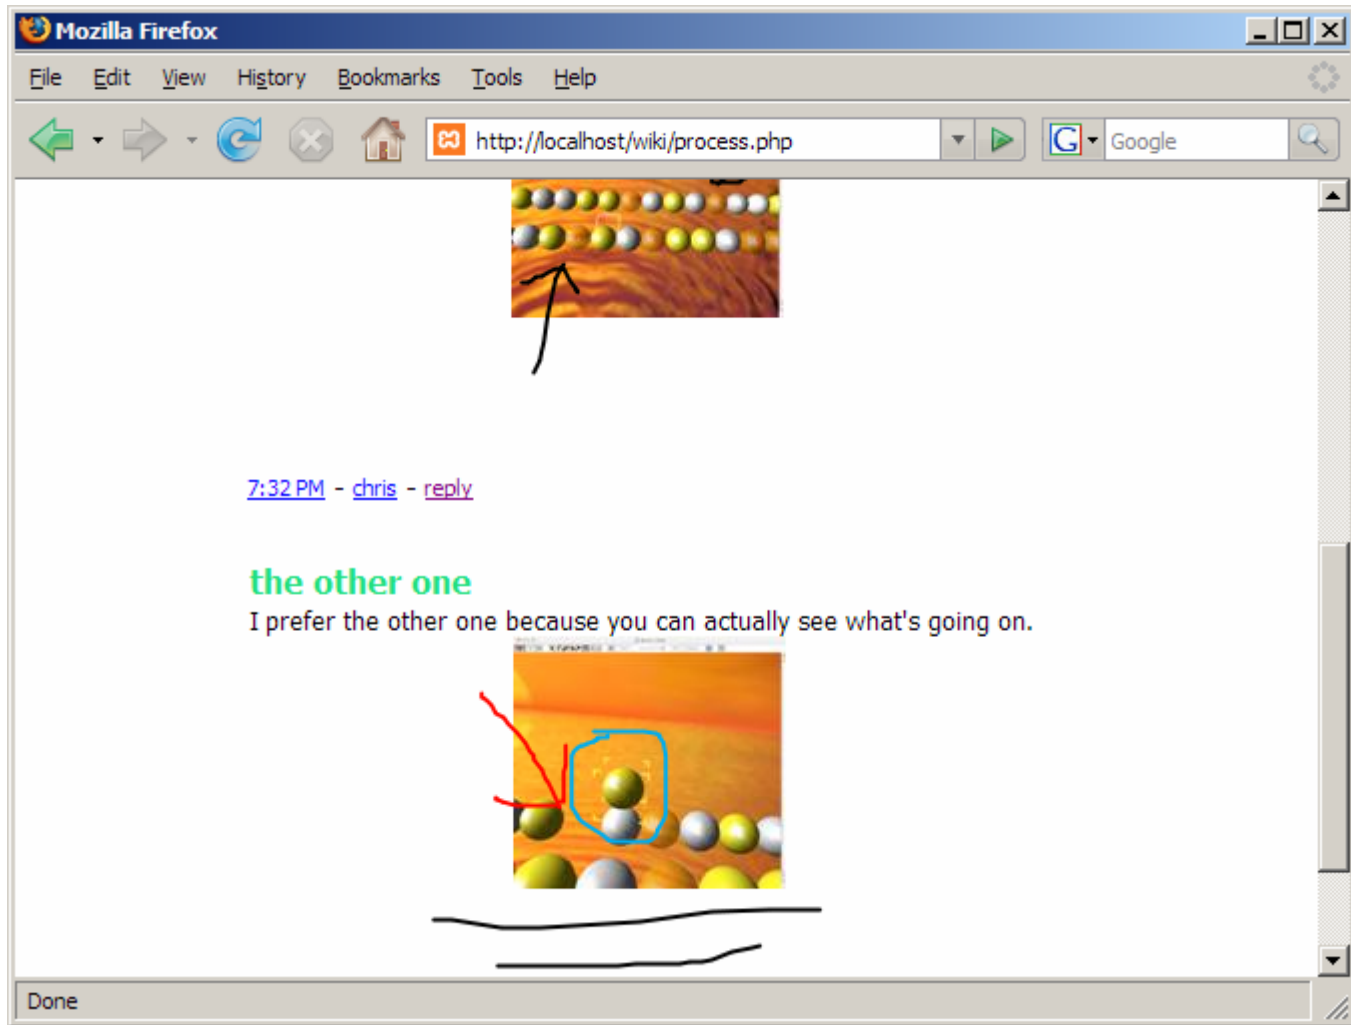 Mozilla Firefox
File Edit View History Bookmarks Tools Help
http://localhost/wiki/process.php
G Google
7:32 PM - chris - reply
the other one
I prefer the other one because you can actually see what's going on.
Done